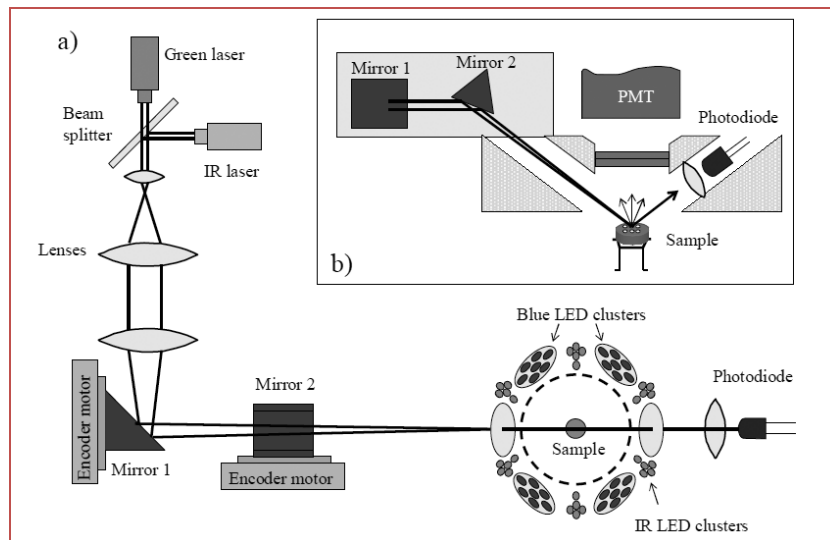 a)
Green laser
Beam
splitter
IR laser
Lenses
Encoder motor
Mirror 1
Mirror 2
Encoder motor
Mirror 1
Mirror 2
PMT
Photodiode
Sample
b)
Blue LED clusters
Photodiode
Sample
IR LED clusters